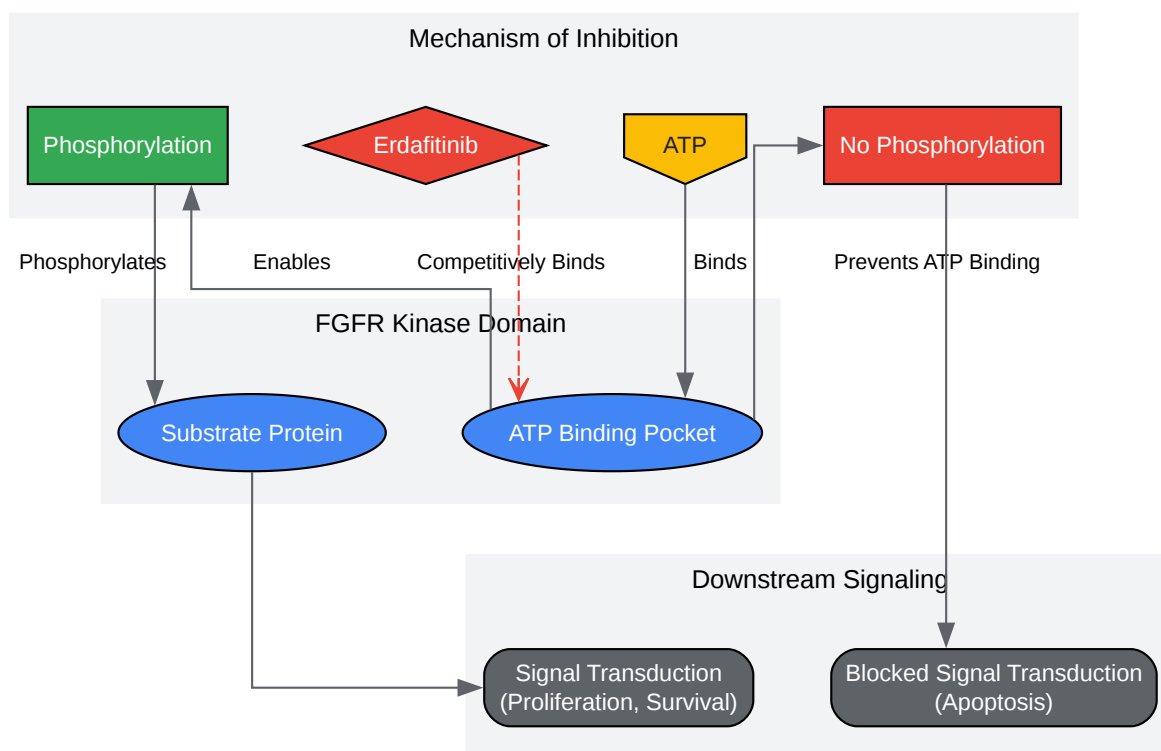 Mechanism of Inhibition
Phosphorylation
Erdafitinib
ATP
No Phosphorylation
Phosphorylates
Enables
Competitively Binds
Binds
Prevents ATP Binding
FGFR Kinase Domain
Substrate Protein
ATP Binding Pocket
Downstream Signaling
Signal Transduction
(Proliferation, Survival)
Blocked Signal Transduction
(Apoptosis)